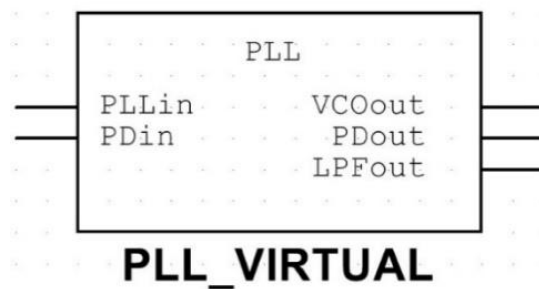 PLL
PLLin VCOout
PDin PDout
LPFout
PLL_VIRTUAL